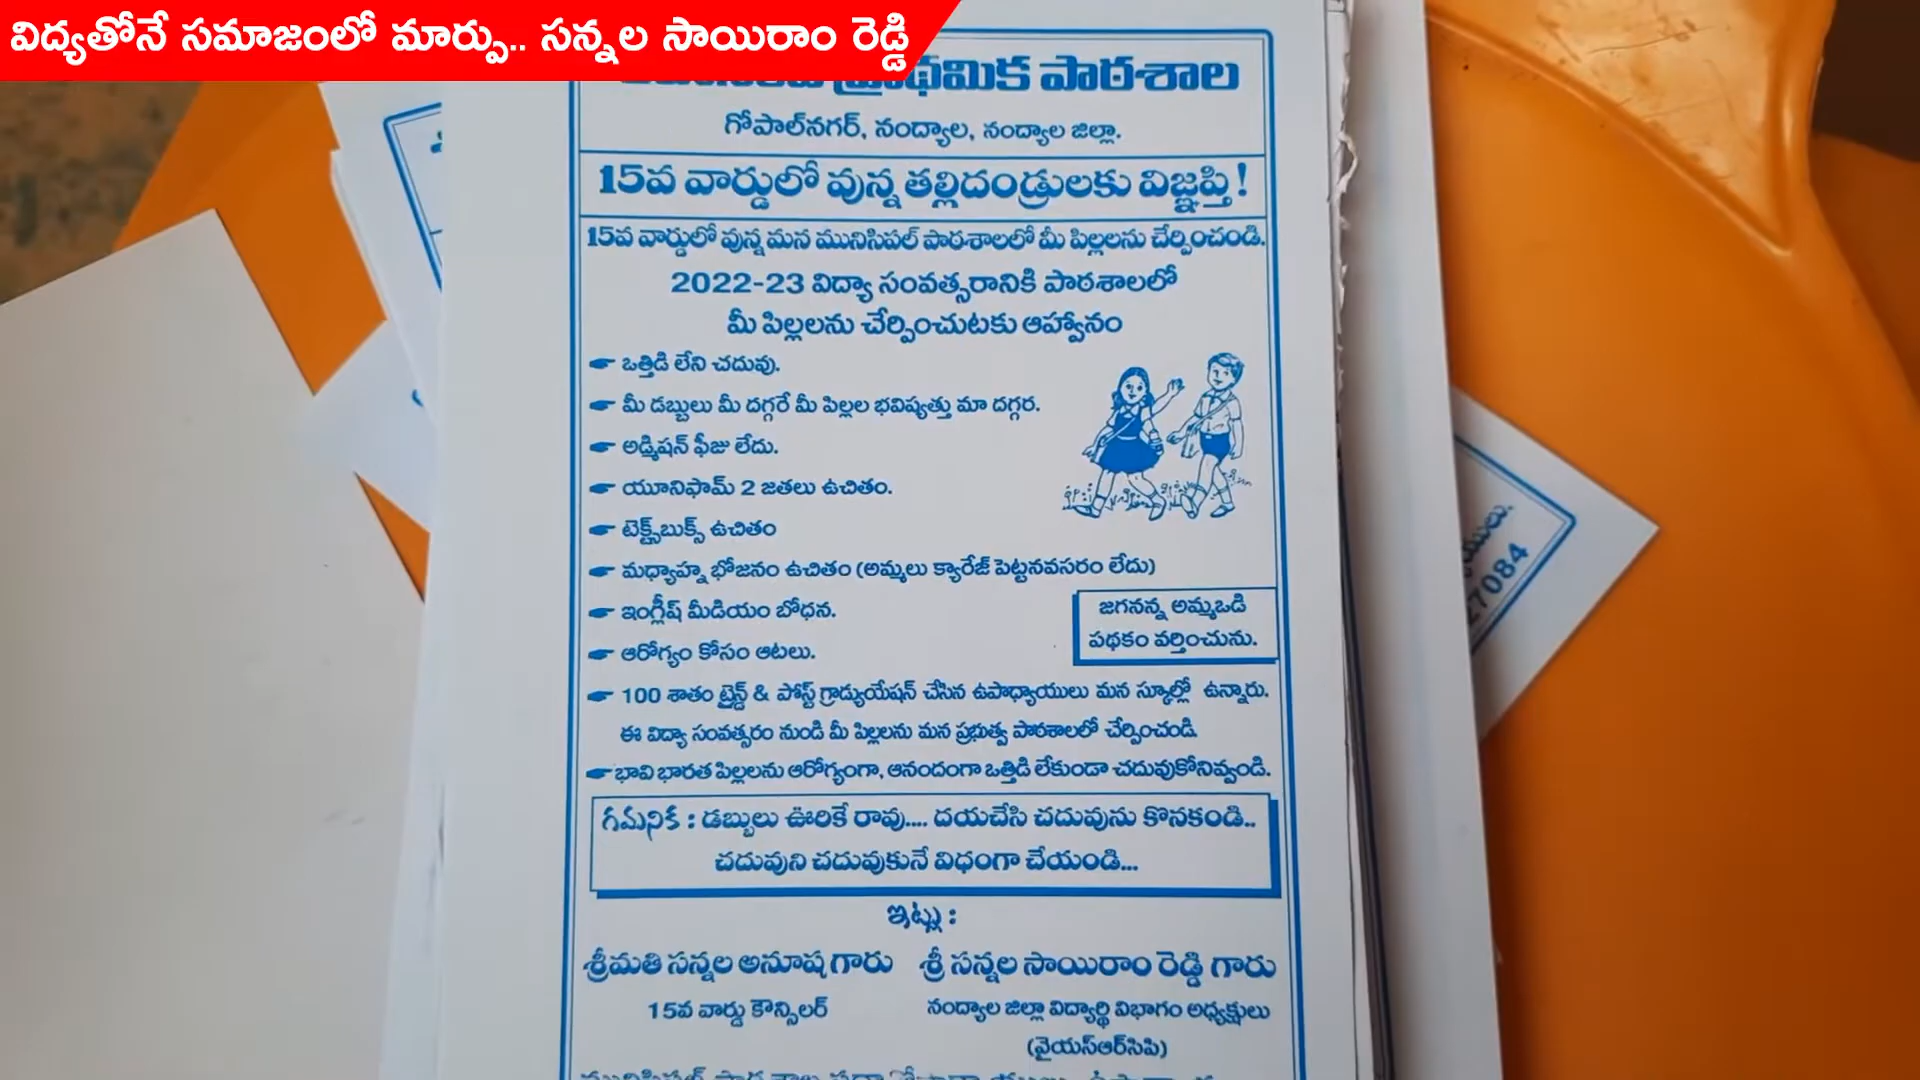 విద్యతోనే సమాజంలో మార్పు.. సన్నల సాయిరాం రెడ్డి
ప్రాథమిక పాఠశాల
గోపాల్‌నగర్, నంద్యాల, నంద్యాల జిల్లా.
15వ వార్డులో వున్న తల్లిదండ్రులకు విజ్ఞప్తి!
15వ వార్డులో వున్న మన మునిసిపల్ పాఠశాలలో మీ పిల్లలను చేర్పించండి.
2022-23 విద్యా సంవత్సరానికి పాఠశాలలో
మీ పిల్లలను చేర్పించుటకు ఆహ్వానం
ఒత్తిడి లేని చదువు.
మీ డబ్బులు మీ దగ్గరే మీ పిల్లల భవిష్యత్తు మా దగ్గర.
అడ్మిషన్ ఫీజు లేదు.
యూనిఫామ్ 2 జతలు ఉచితం.
టెక్ట్స్‌బుక్స్ ఉచితం
మధ్యాహ్న భోజనం ఉచితం (అమ్మలు క్యారేజ్ పెట్టనవసరం లేదు)
ఇంగ్లీష్ మీడియం బోధన.
ఆరోగ్యం కోసం ఆటలు.
జగనన్న అమ్మఒడి
పథకం వర్తించును.
100 శాతం ట్రైన్డ్ & పోస్ట్ గ్రాడ్యుయేషన్ చేసిన ఉపాధ్యాయులు మన స్కూల్లో ఉన్నారు.
ఈ విద్యా సంవత్సరం నుండి మీ పిల్లలను మన ప్రభుత్వ పాఠశాలలో చేర్పించండి.
భావి భారత పిల్లలను ఆరోగ్యంగా, ఆనందంగా ఒత్తిడి లేకుండా చదువుకోనివ్వండి.
గమనిక : డబ్బులు ఊరికే రావు.... దయచేసి చదువును కొనకండి..
చదువుని చదువుకునే విధంగా చేయండి...
ఇట్లు :
శ్రీమతి సన్నల అనూష గారు
15వ వార్డు కౌన్సిలర్
శ్రీ సన్నల సాయిరాం రెడ్డి గారు
నంద్యాల జిల్లా విద్యార్థి విభాగం అధ్యక్షులు
(వైయస్ఆర్‌సిపి)
27084